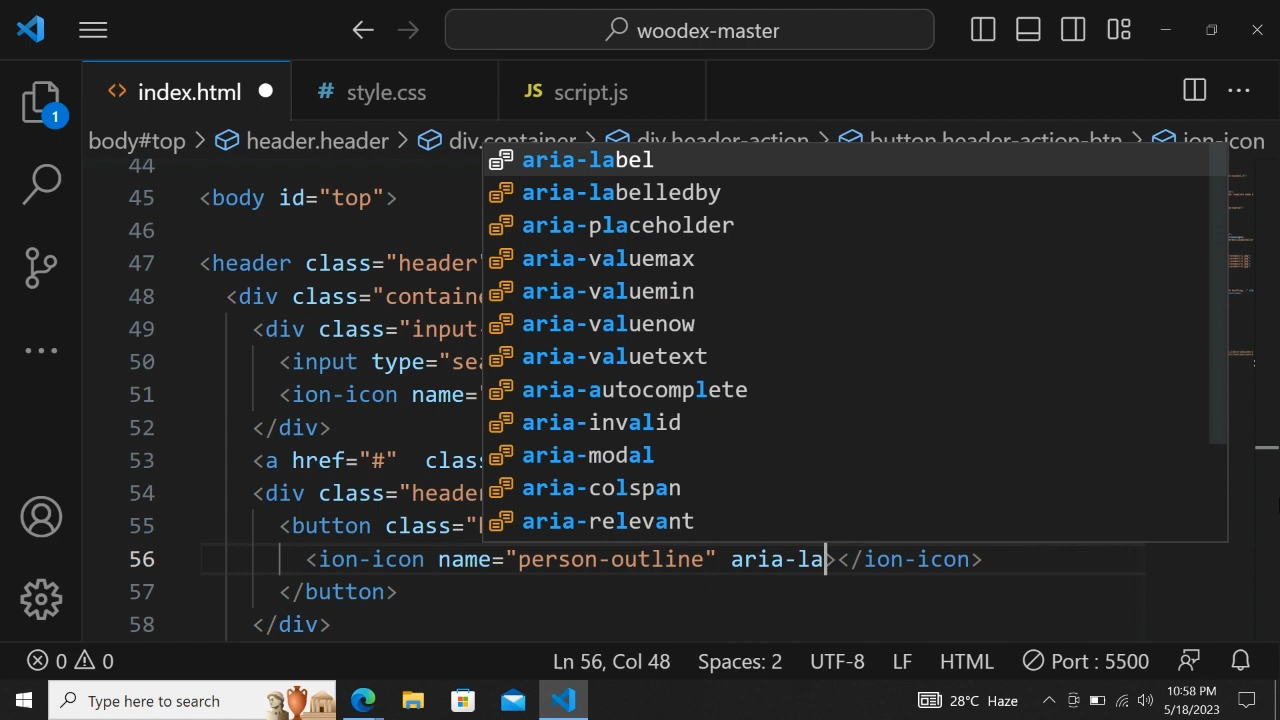 woodex-master
index.html
style.css
JS script.js
1
body#top > header.header > div.container > div.header-action > button.header-action-btn > ion-icon
44
45 <body id="top">
46
47 <header class="header"
48 <div class="containe
49 <div class="input-
50 <input type="sea
51 <ion-icon name="
52 </div>
53 <a href="#"  clas
54 <div class="header
55 <button class="
56 <ion-icon name="person-outline" aria-la></ion-icon>
57 </button>
58 </div>
aria-label
aria-labelledby
aria-placeholder
aria-valuemax
aria-valuemin
aria-valuenow
aria-valuetext
aria-autocomplete
aria-invalid
aria-modal
aria-colspan
aria-relevant
0 0
Ln 56, Col 48
Spaces: 2
UTF-8
LF
HTML
Port : 5500
Type here to search
28°C Haze
10:58 PM
5/18/2023